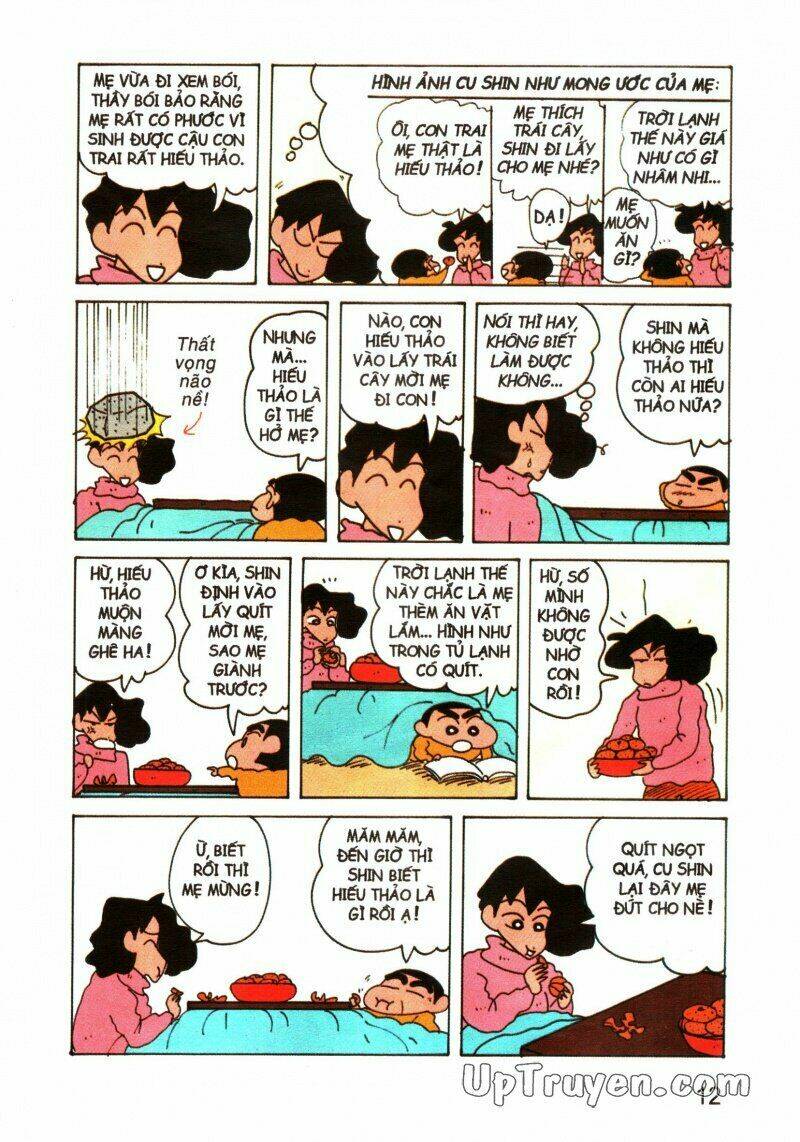 MẸ VỪA ĐI XEM BÓI,
THẦY BÓI BẢO RẰNG
MẸ RẤT CÓ PHƯỚC VÌ
SINH ĐƯỢC CẬU CON
TRAI RẤT HIẾU THẢO.
HÌNH ẢNH CU SHIN NHƯ MONG ƯỚC CỦA MẸ:
TRỜI LẠNH
THẾ NÀY GIÁ
NHƯ CÓ GÌ
NHÂM NHI...
MẸ
MUỐN
ĂN
GÌ?
MẸ THÍCH
TRÁI CÂY,
SHIN ĐI LẤY
CHO MẸ NHÉ?
DẠ!
ÔI, CON TRAI
MẸ THẬT LÀ
HIẾU THẢO!
SHIN MÀ
KHÔNG HIẾU
THẢO THÌ
CÒN AI HIẾU
THẢO NỮA?
NÓI THÌ HAY,
KHÔNG BIẾT
LÀM ĐƯỢC
KHÔNG...
NÀO, CON
HIẾU THẢO
VÀO LẤY TRÁI
CÂY MỜI MẸ
ĐI CON!
NHƯNG
MÀ...
HIẾU
THẢO LÀ
GÌ THẾ
HỞ MẸ?
Thất
vọng
não
nề!
HỪ, SỐ
MÌNH
KHÔNG
ĐƯỢC
NHỜ
CON
RỒI!
TRỜI LẠNH THẾ
NÀY CHẮC LÀ MẸ
THÈM ĂN VẶT
LẮM... HÌNH NHƯ
TRONG TỦ LẠNH
CÓ QUÍT.
Ơ KÌA, SHIN
ĐỊNH VÀO
LẤY QUÍT
MỜI MẸ,
SAO MẸ
GIÀNH
TRƯỚC?
HỪ, HIẾU
THẢO
MUỘN
MÀNG
GHÊ HA!
QUÍT NGỌT
QUÁ, CU SHIN
LẠI ĐÂY MẸ
ĐÚT CHO NÈ!
MĂM MĂM,
ĐẾN GIỜ THÌ
SHIN BIẾT
HIẾU THẢO LÀ
GÌ RỒI Ạ!
Ừ, BIẾT
RỒI THÌ
MẸ MỪNG!
UpTruyen.com
12